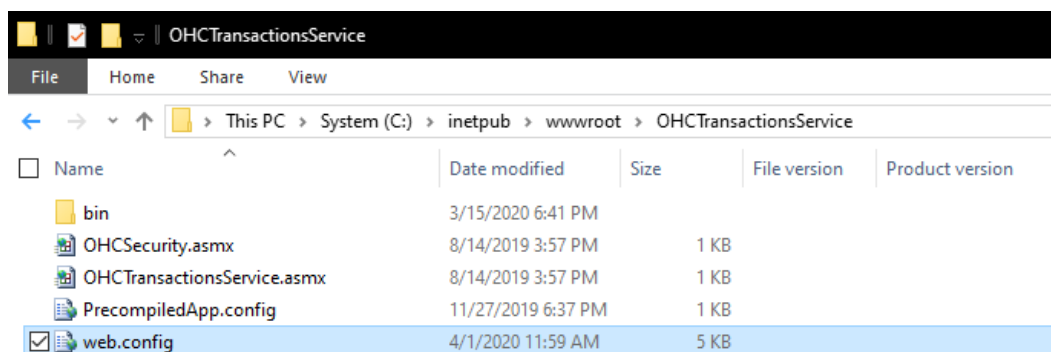 OHCTransactionsService
File Home Share View
This PC > System (C:) > inetpub > wwwroot > OHCTransactionsService
Name Date modified Size File version Product version
bin 3/15/2020 6:41 PM
OHCSecurity.asmx 8/14/2019 3:57 PM 1 KB
OHCTransactionsService.asmx 8/14/2019 3:57 PM 1 KB
PrecompiledApp.config 11/27/2019 6:37 PM 1 KB
web.config 4/1/2020 11:59 AM 5 KB